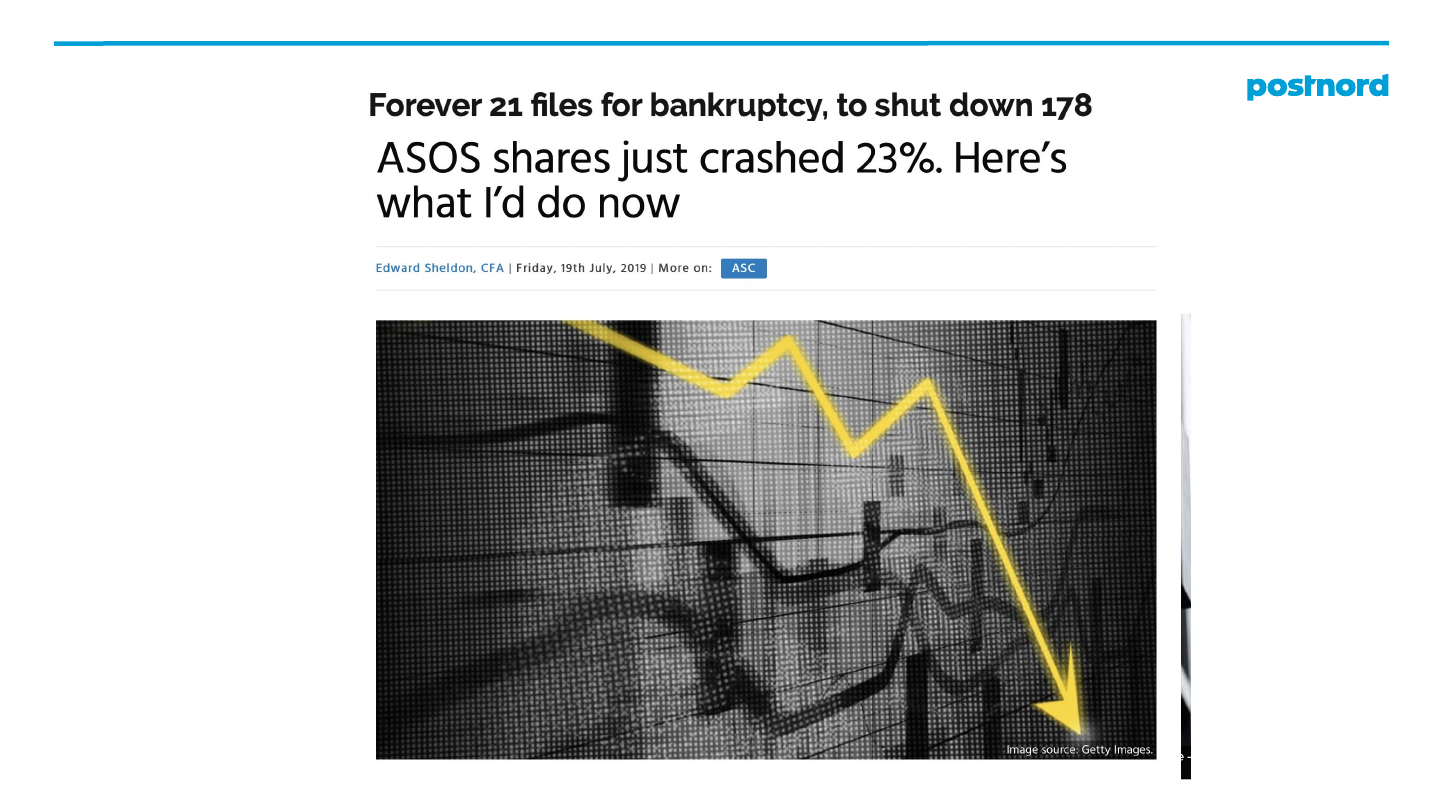 postnord
Forever 21 files for bankruptcy, to shut down 178
ASOS shares just crashed 23%. Here’s
what I’d do now
Edward Sheldon, CFA | Friday, 19th July, 2019 | More on: ASC
Image source: Getty Images.